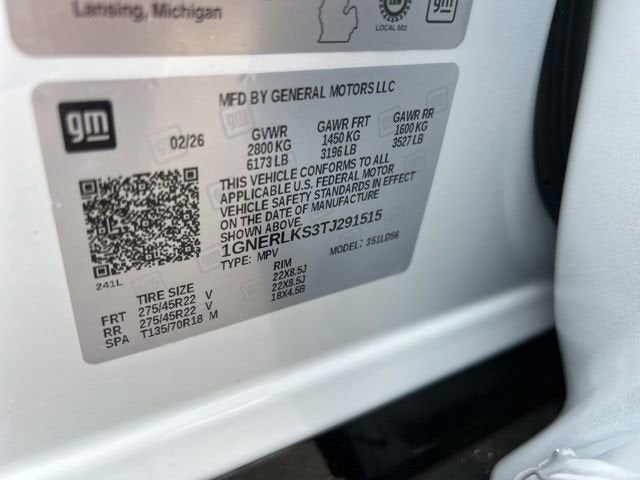 Lansing, Michigan
LOCAL 602
gm
gm
MFD BY GENERAL MOTORS LLC
02/26
GVWR GAWR FRT GAWR RR
2800 KG 1450 KG 1600 KG
6173 LB 3196 LB 3527 LB
THIS VEHICLE CONFORMS TO ALL
APPLICABLE U.S. FEDERAL MOTOR
VEHICLE SAFETY STANDARDS IN EFFECT
ON THE DATE OF MANUFACTURE
SHOWN ABOVE.
1GNERLKS3TJ291515
TYPE: MPV MODEL: 351LD56
241L
TIRE SIZE RIM
FRT 275/45R22 V 22X8.5J
RR 275/45R22 V 22X8.5J
SPA T135/70R18 M 18X4.5B